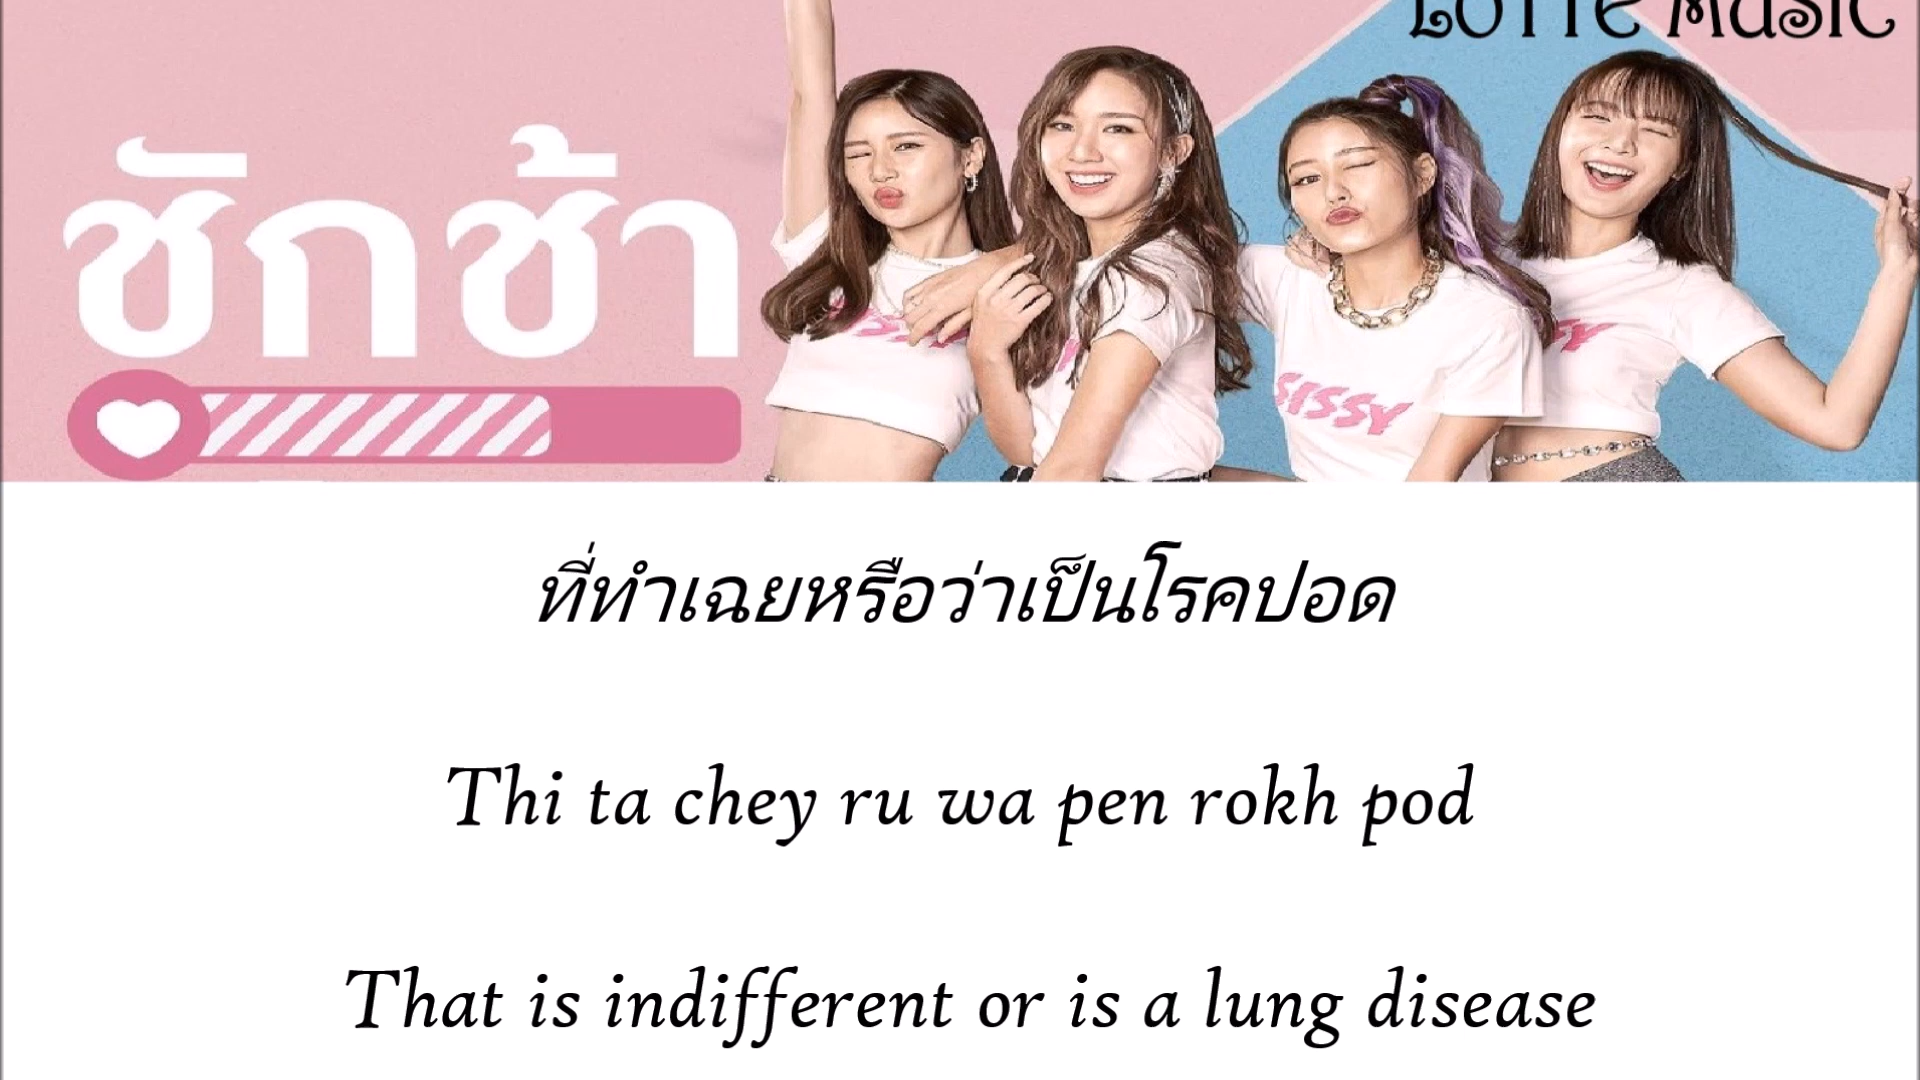 LOTTE MUSIC
ชักช้า
SISSY
ที่ทำเฉยหรือว่าเป็นโรคปอด
Thi ta chey ru wa pen rokh pod
That is indifferent or is a lung disease